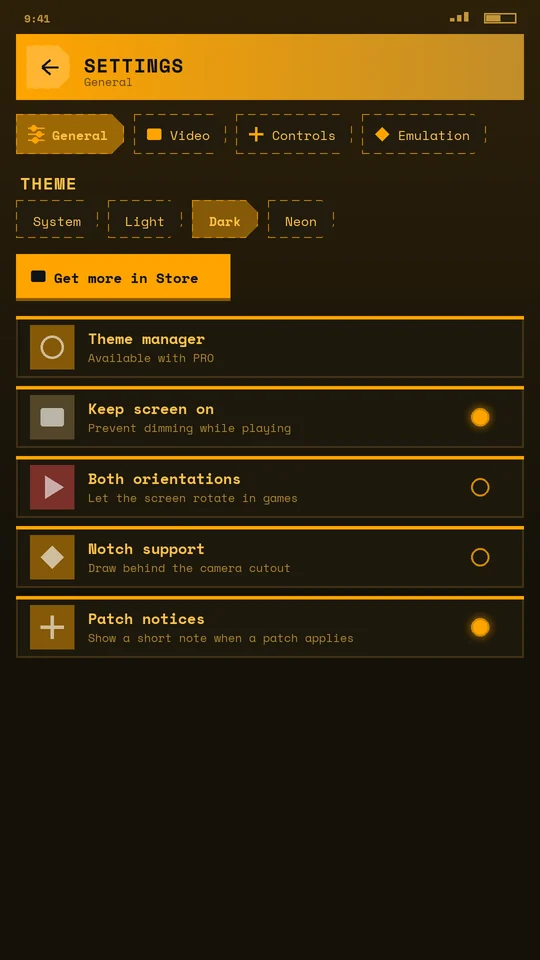 9:41
SETTINGS
General
General
Video
Controls
Emulation
THEME
System
Light
Dark
Neon
Get more in Store
Theme manager
Available with PRO
Keep screen on
Prevent dimming while playing
Both orientations
Let the screen rotate in games
Notch support
Draw behind the camera cutout
Patch notices
Show a short note when a patch applies